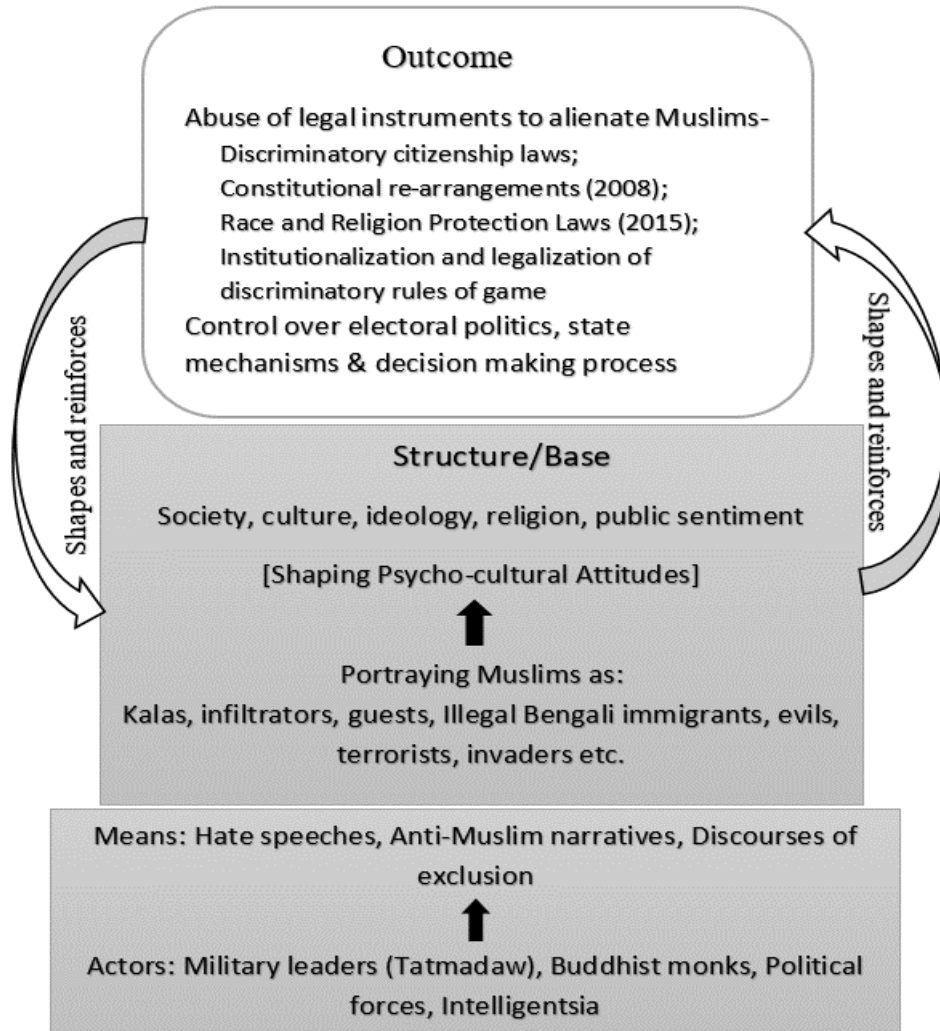 Outcome
Abuse of legal instruments to alienate Muslims-
Discriminatory citizenship laws;
Constitutional re-arrangements (2008);
Race and Religion Protection Laws (2015);
Institutionalization and legalization of
discriminatory rules of game
Control over electoral politics, state
mechanisms & decision making process
Shapes and reinforces
Shapes and reinforces
Structure/Base
Society, culture, ideology, religion, public sentiment
[Shaping Psycho-cultural Attitudes]
Portraying Muslims as:
Kalas, infiltrators, guests, Illegal Bengali immigrants, evils,
terrorists, invaders etc.
Means: Hate speeches, Anti-Muslim narratives, Discourses of
exclusion
Actors: Military leaders (Tatmadaw), Buddhist monks, Political
forces, Intelligentsia